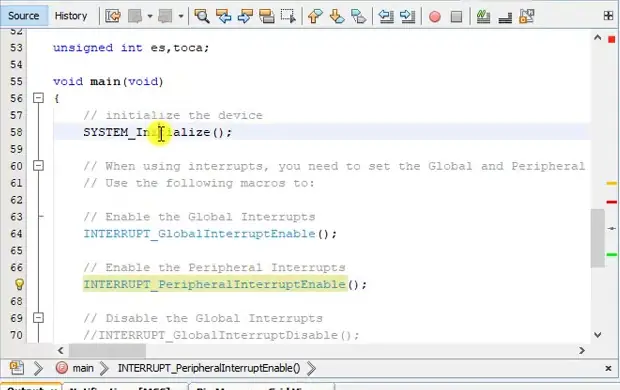 Source History
52
53 unsigned int es,toca;
54
55 void main(void)
56 {
57 // initialize the device
58 SYSTEM_Initialize();
59
60 // When using interrupts, you need to set the Global and Peripheral
61 // Use the following macros to:
62
63 // Enable the Global Interrupts
64 INTERRUPT_GlobalInterruptEnable();
65
66 // Enable the Peripheral Interrupts
INTERRUPT_PeripheralInterruptEnable();
68
69 // Disable the Global Interrupts
70 //INTERRUPT_GlobalInterruptDisable();
main INTERRUPT_PeripheralInterruptEnable()